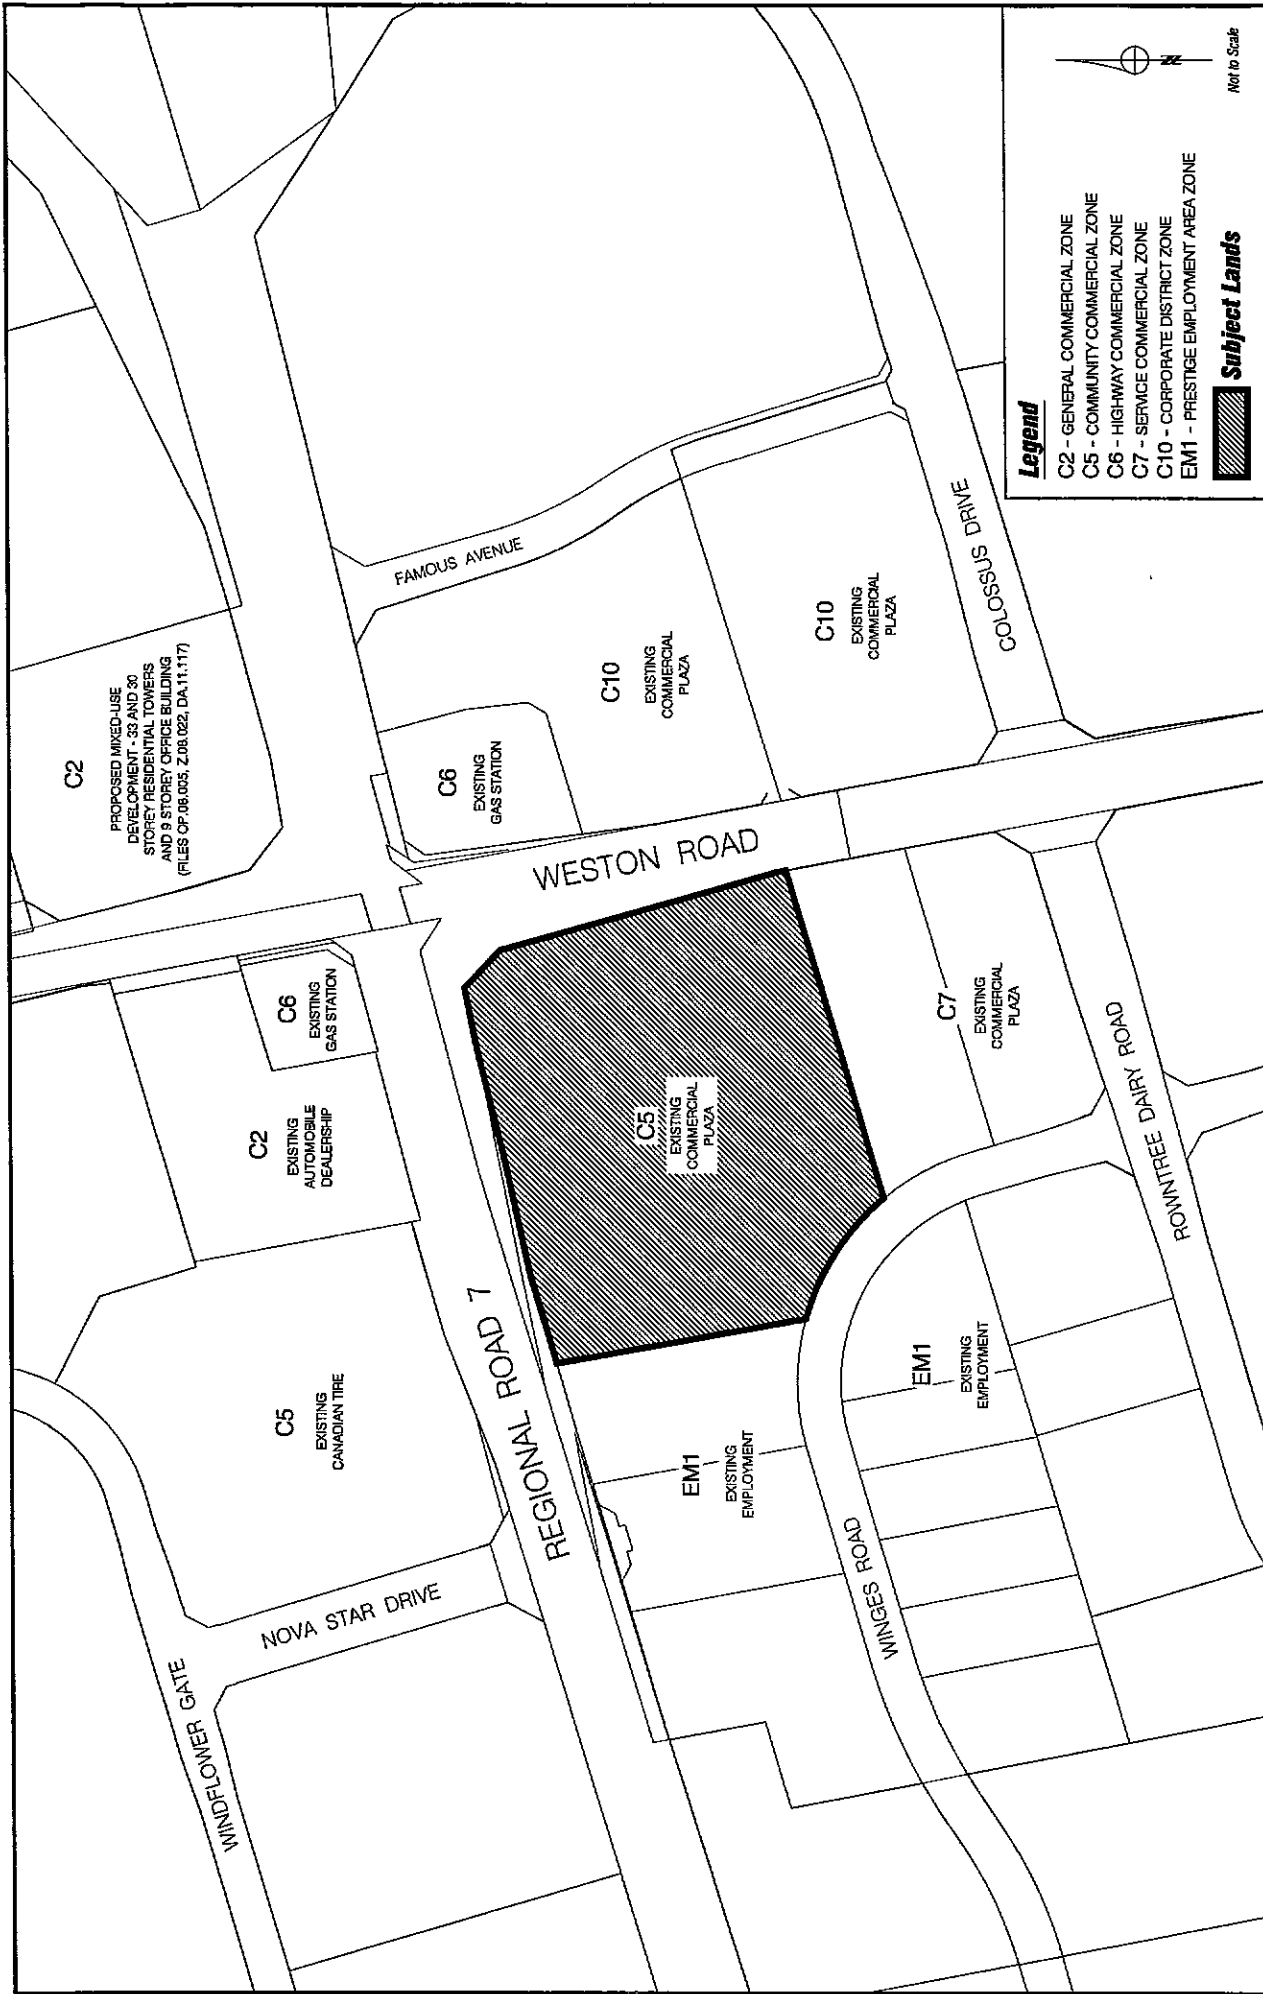 WINDFLOWER GATE
NOVA STAR DRIVE
C5
EXISTING
CANADIAN TIRE
C2
EXISTING
AUTOMOBILE
DEALERSHIP
C6
EXISTING
GAS STATION
C2
PROPOSED MIXED-USE
DEVELOPMENT - 33 AND 30
STOREY RESIDENTIAL TOWERS
AND 9 STOREY OFFICE BUILDING
(FILES OP.08.005, Z.08.022, DA.11.117)
REGIONAL ROAD 7
WESTON ROAD
FAMOUS AVENUE
C6
EXISTING
GAS STATION
C10
EXISTING
COMMERCIAL
PLAZA
C10
EXISTING
COMMERCIAL
PLAZA
COLOSSUS DRIVE
C5
EXISTING
COMMERCIAL
PLAZA
EM1
EXISTING
EMPLOYMENT
EM1
EXISTING
EMPLOYMENT
C7
EXISTING
COMMERCIAL
PLAZA
WINGES ROAD
ROWNTREE DAIRY ROAD
Legend
C2 - GENERAL COMMERCIAL ZONE
C5 - COMMUNITY COMMERCIAL ZONE
C6 - HIGHWAY COMMERCIAL ZONE
C7 - SERVICE COMMERCIAL ZONE
C10 - CORPORATE DISTRICT ZONE
EM1 - PRESTIGE EMPLOYMENT AREA ZONE
Subject Lands
N
Not to Scale